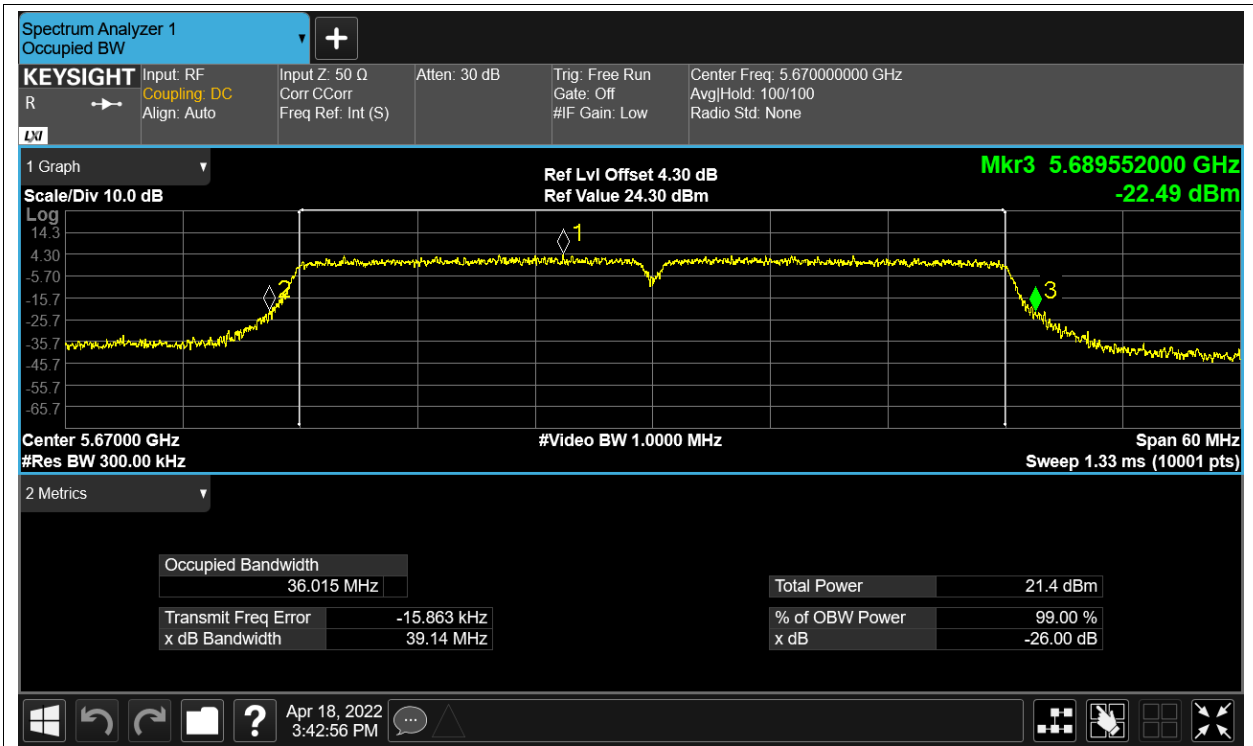 Spectrum Analyzer 1
Occupied BW
KEYSIGHT
R
LXI
Input: RF
Coupling: DC
Align: Auto
Input Z: 50 Ω
Corr CCorr
Freq Ref: Int (S)
Atten: 30 dB
Trig: Free Run
Gate: Off
#IF Gain: Low
Center Freq: 5.670000000 GHz
Avg|Hold: 100/100
Radio Std: None
1 Graph
Scale/Div 10.0 dB
Ref Lvl Offset 4.30 dB
Ref Value 24.30 dBm
Mkr3 5.689552000 GHz
-22.49 dBm
Log
14.3
4.30
-5.70
-15.7
-25.7
-35.7
-45.7
-55.7
-65.7
1
2
3
Center 5.67000 GHz
#Res BW 300.00 kHz
#Video BW 1.0000 MHz
Span 60 MHz
Sweep 1.33 ms (10001 pts)
2 Metrics
Occupied Bandwidth
36.015 MHz
Transmit Freq Error -15.863 kHz
x dB Bandwidth 39.14 MHz
Total Power 21.4 dBm
% of OBW Power 99.00 %
x dB -26.00 dB
?
Apr 18, 2022
3:42:56 PM